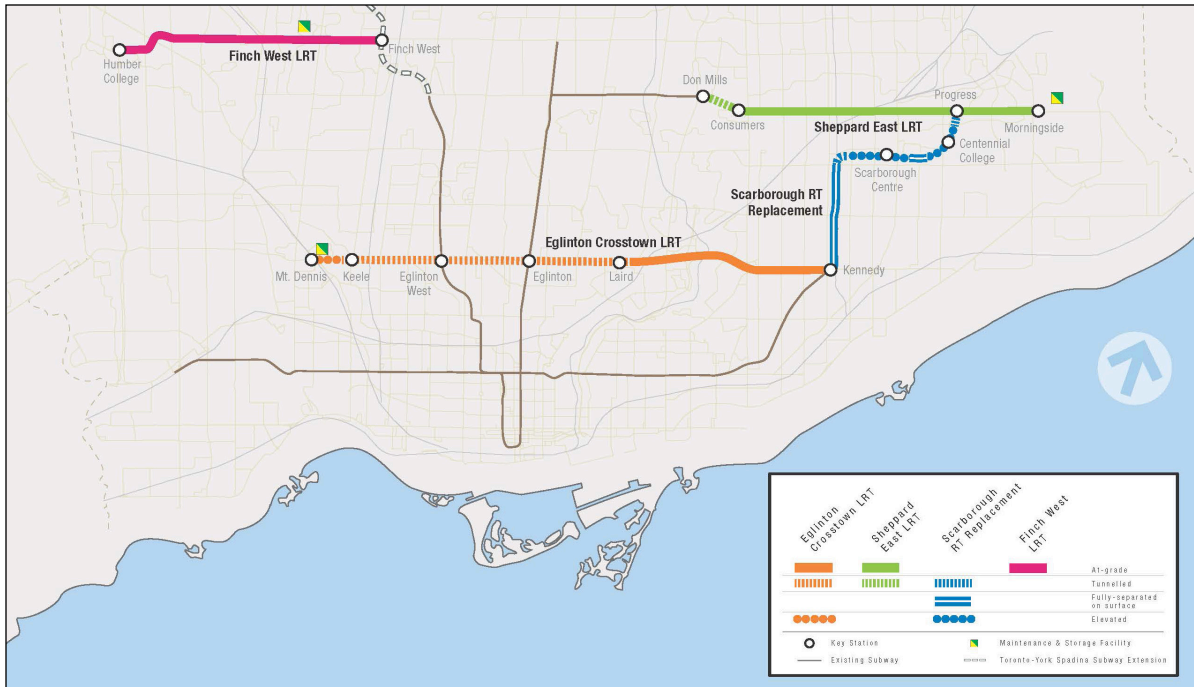 Finch West LRT
Finch West
Humber
College
Don Mills
Consumers
Progress
Sheppard East LRT
Morningside
Centennial
College
Scarborough
Centre
Scarborough RT
Replacement
Eglinton Crosstown LRT
Mt. Dennis
Keele
Eglinton
West
Eglinton
Laird
Kennedy
Eglinton
Crosstown LRT
Sheppard
East LRT
Scarborough
RT Replacement
Finch West
LRT
At-grade
Tunnelled
Fully-separated
on surface
Elevated
Key Station
Maintenance & Storage Facility
Existing Subway
Toronto-York Spadina Subway Extension